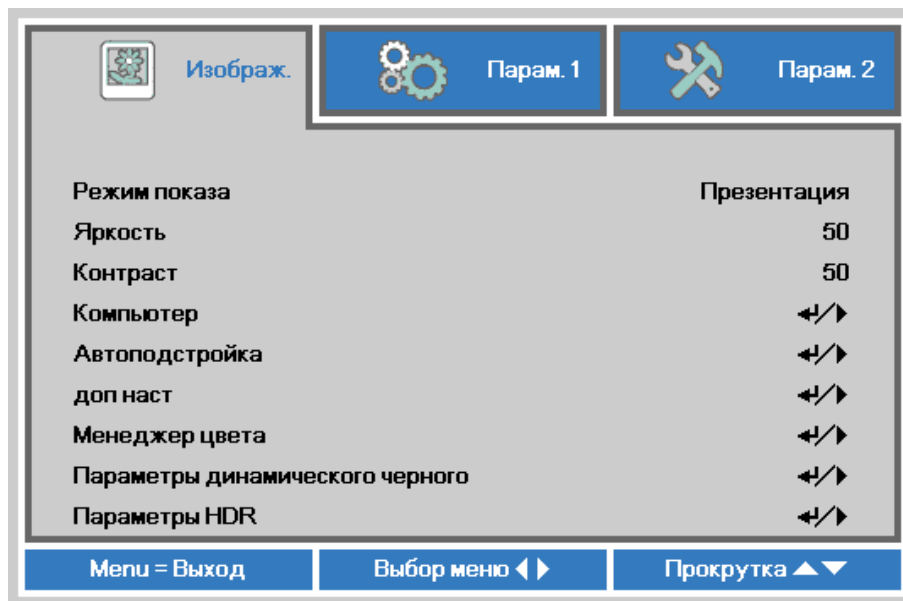 Изображ. Парам. 1 Парам. 2
Режим показа Презентация
Яркость 50
Контраст 50
Компьютер
Автоподстройка
доп наст
Менеджер цвета
Параметры динамического черного
Параметры HDR
Menu = Выход Выбор меню Прокрутка